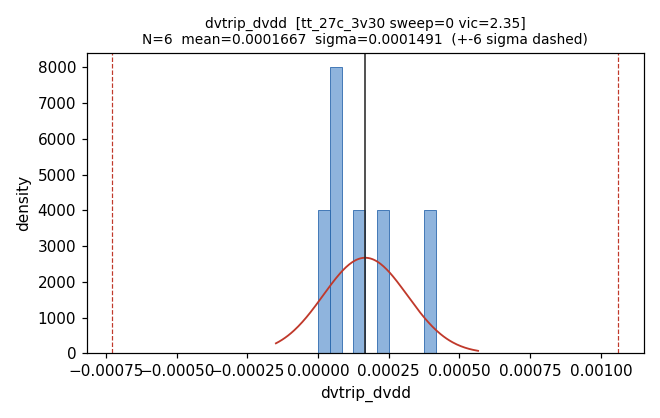 dvtrip_dvdd  [tt_27c_3v30 sweep=0 vic=2.35]
N=6  mean=0.0001667  sigma=0.0001491  (+-6 sigma dashed)
density
8000
7000
6000
5000
4000
3000
2000
1000
0
−0.00075 −0.00050 −0.00025 0.00000 0.00025 0.00050 0.00075 0.00100
dvtrip_dvdd